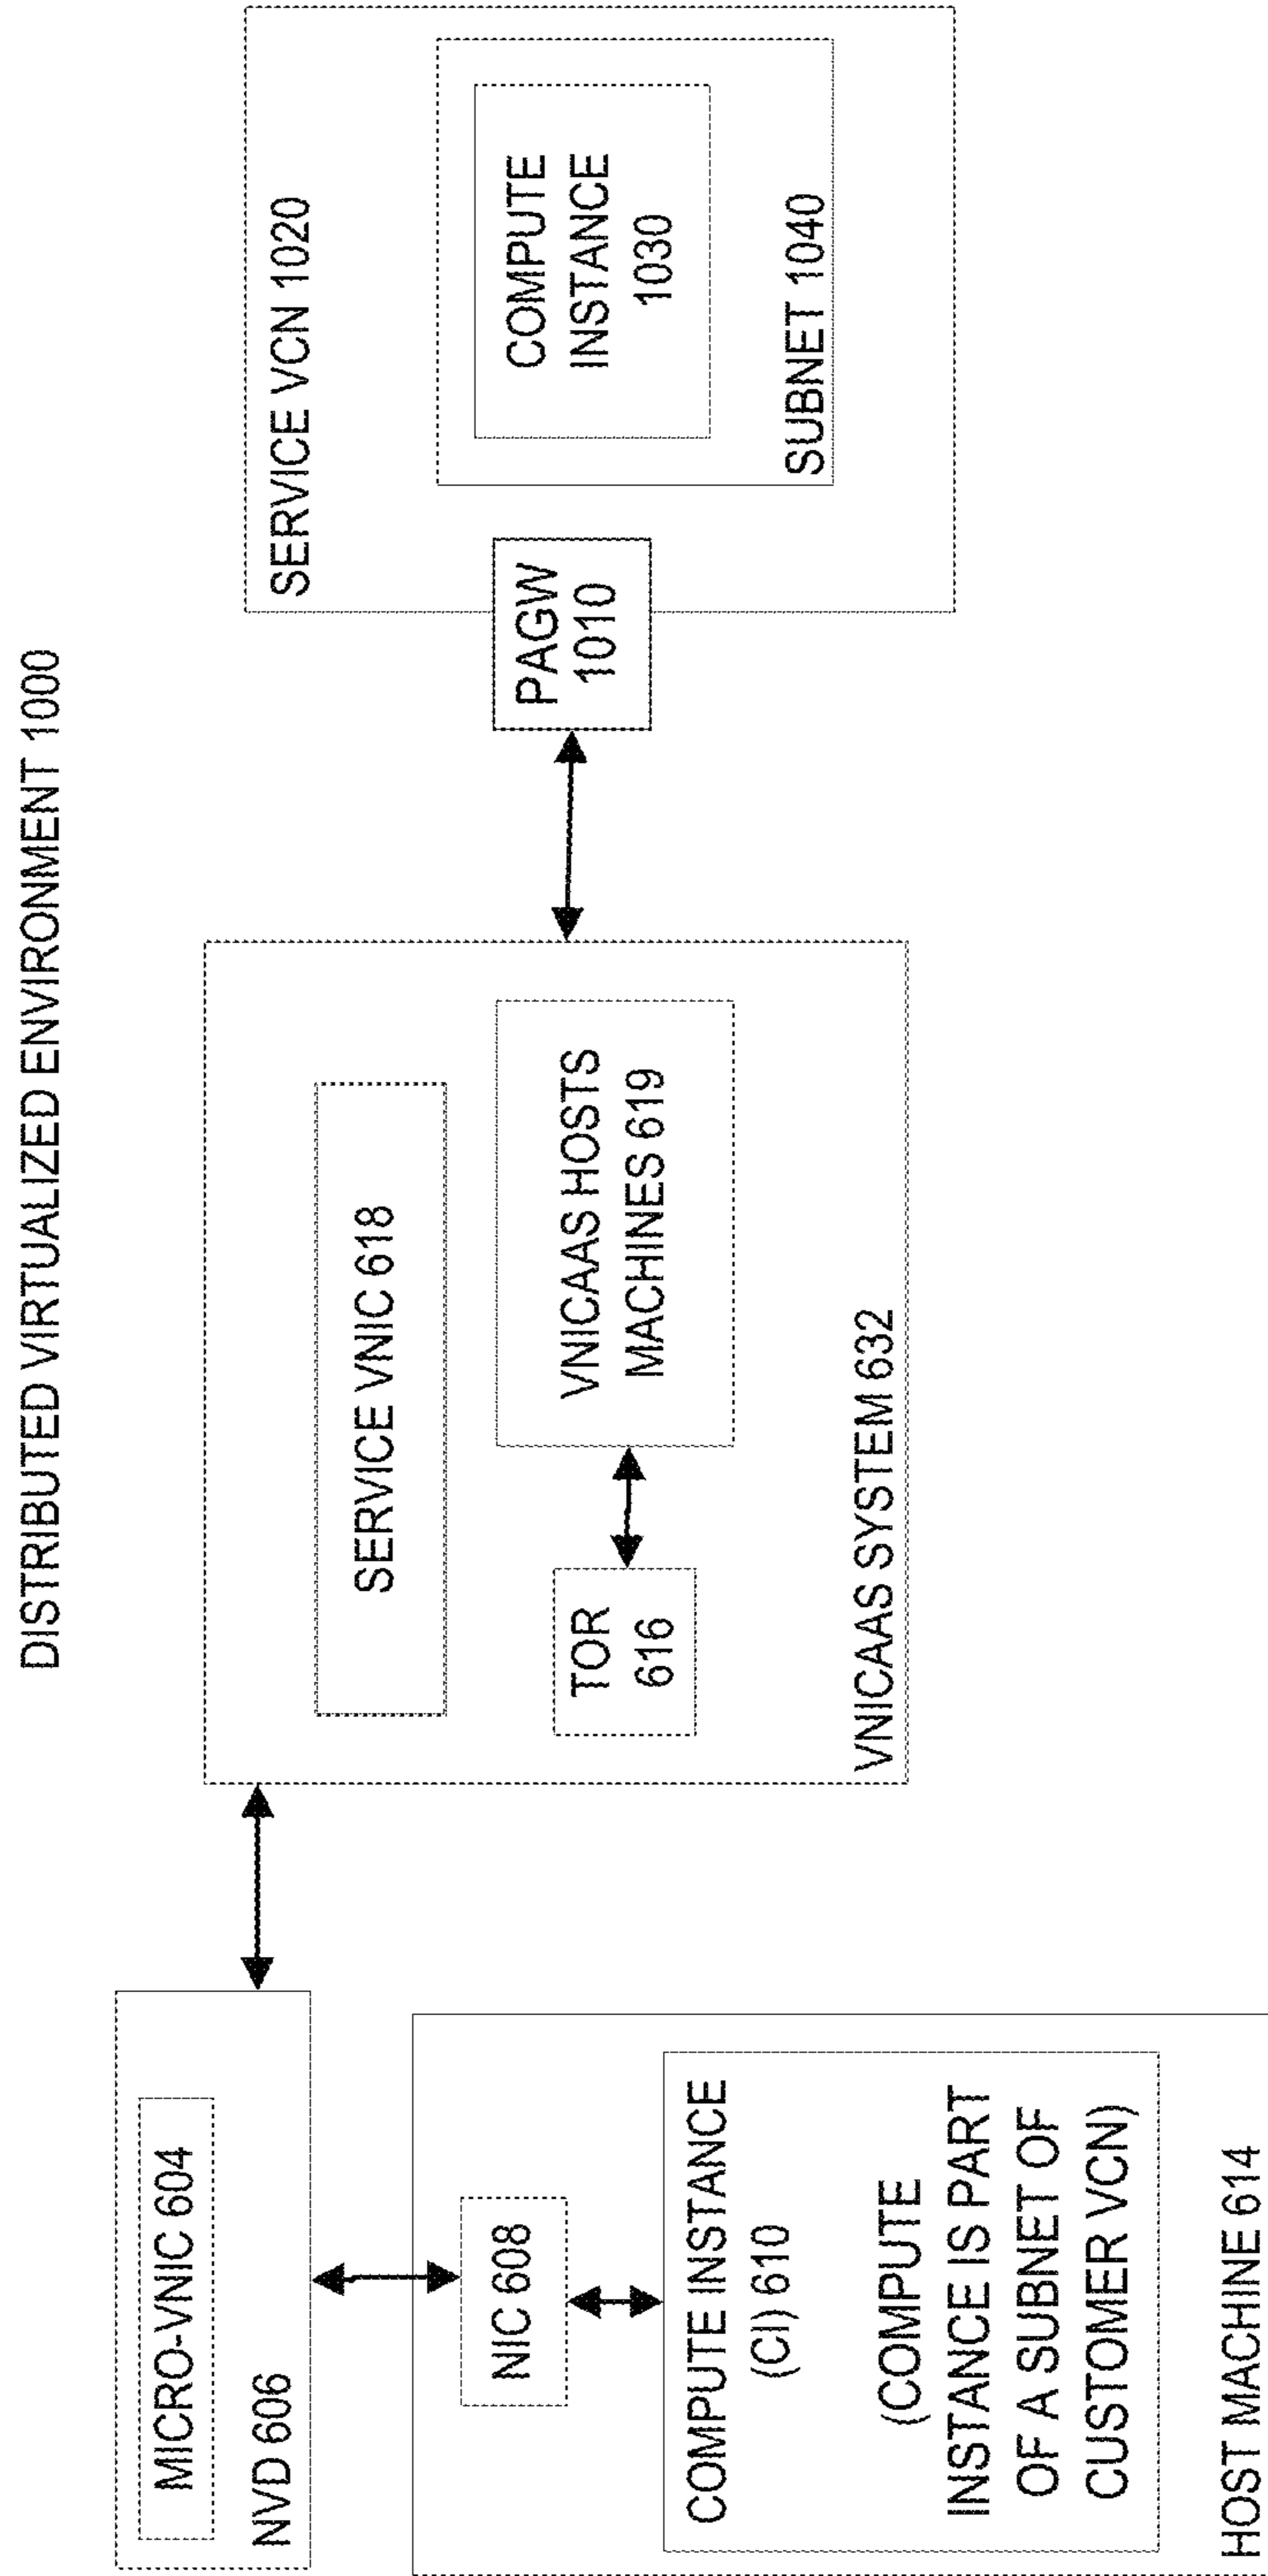 DISTRIBUTED VIRTUALIZED ENVIRONMENT 1000
MICRO-VNIC 604
NVD 606
NIC 608
COMPUTE INSTANCE
(CI) 610
(COMPUTE
INSTANCE IS PART
OF A SUBNET OF
CUSTOMER VCN)
HOST MACHINE 614
SERVICE VNIC 618
TOR
616
VNICAAS HOSTS
MACHINES 619
VNICAAS SYSTEM 632
PAGW
1010
SERVICE VCN 1020
COMPUTE
INSTANCE
1030
SUBNET 1040